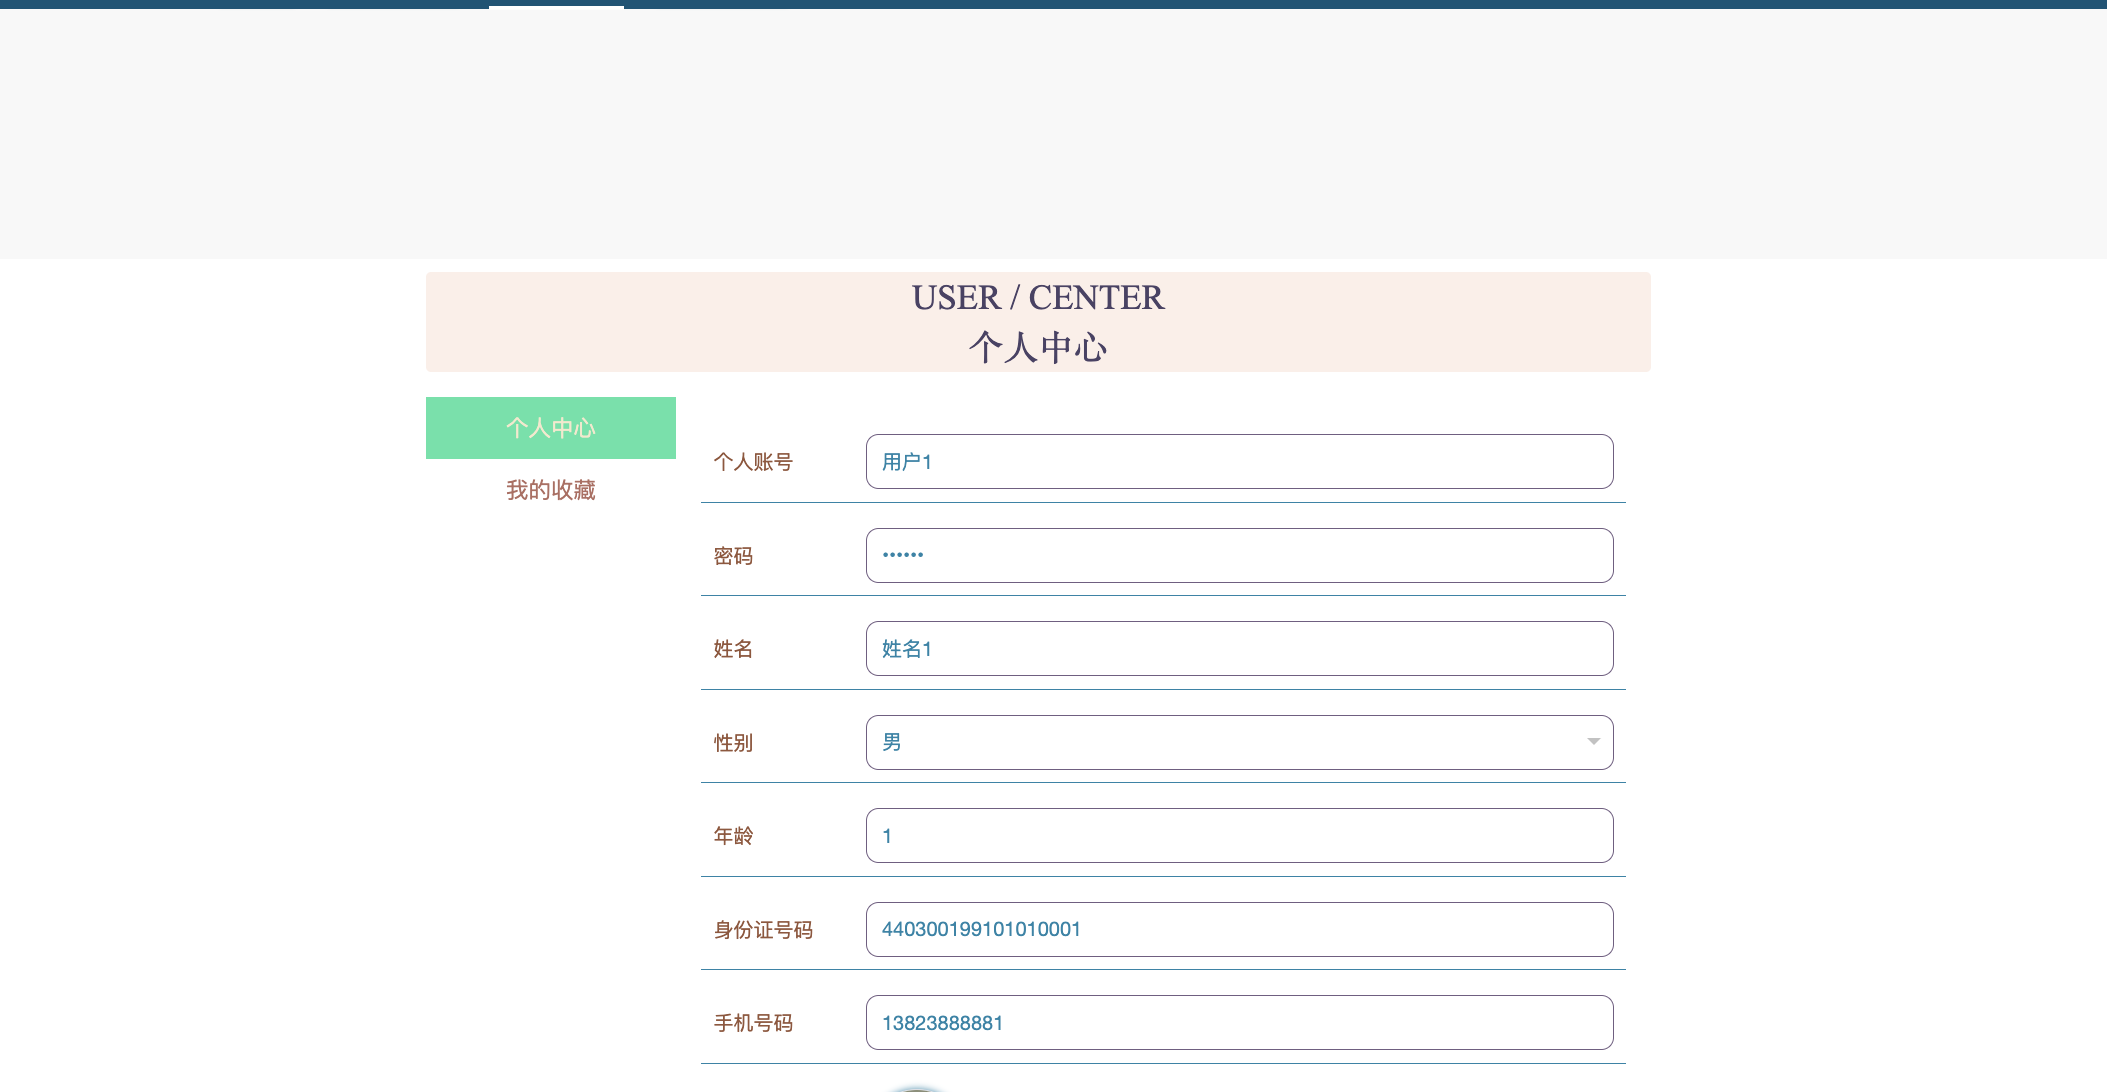 USER / CENTER
个人中心
个人中心
我的收藏
个人账号 用户1
密码 ••••••
姓名 姓名1
性别 男
年龄 1
身份证号码 440300199101010001
手机号码 13823888881